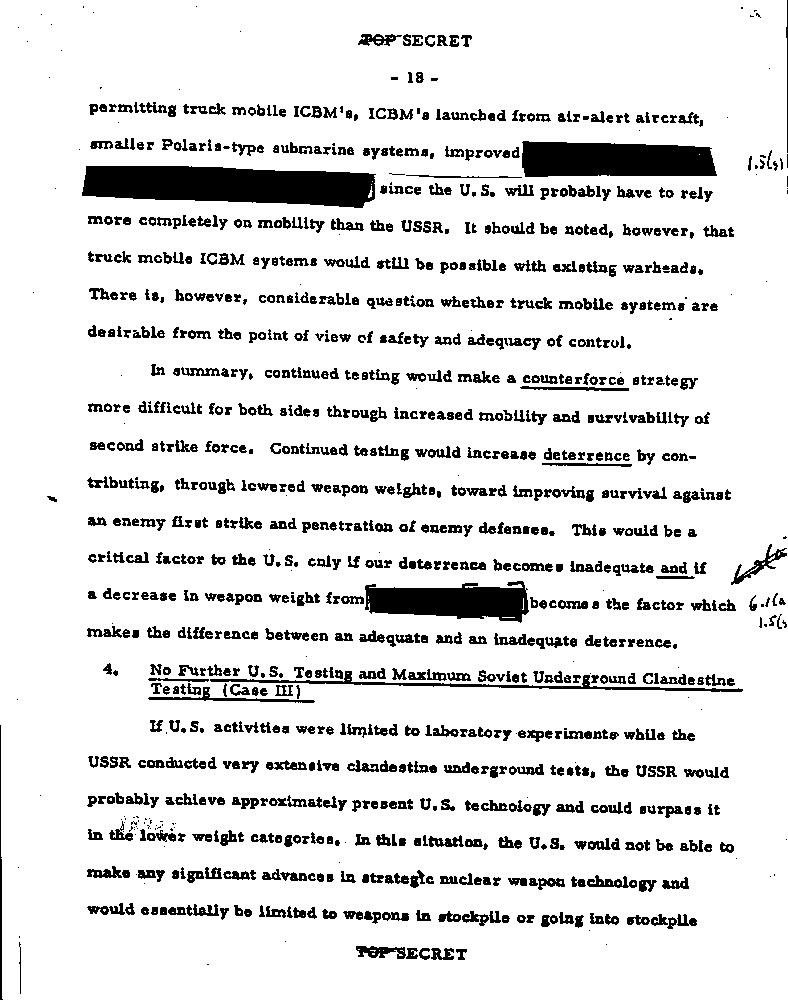 TOP SECRET
- 18 -
permitting truck mobile ICBM's, ICBM's launched from air-alert aircraft,
smaller Polaris-type submarine systems, improved
1.5(s)
since the U.S. will probably have to rely
more completely on mobility than the USSR. It should be noted, however, that
truck mobile ICBM systems would still be possible with existing warheads.
There is, however, considerable question whether truck mobile systems are
desirable from the point of view of safety and adequacy of control.
In summary, continued testing would make a counterforce strategy
more difficult for both sides through increased mobility and survivability of
second strike force. Continued testing would increase deterrence by con-
tributing, through lowered weapon weights, toward improving survival against
an enemy first strike and penetration of enemy defenses. This would be a
critical factor to the U.S. only if our deterrence becomes inadequate and if
a decrease in weapon weight from becomes the factor which
6.1(a
1.5(s
makes the difference between an adequate and an inadequate deterrence.
4. No Further U.S. Testing and Maximum Soviet Underground Clandestine
Testing (Case III)
If U.S. activities were limited to laboratory experiments while the
USSR conducted very extensive clandestine underground tests, the USSR would
probably achieve approximately present U.S. technology and could surpass it
in the lower weight categories. In this situation, the U.S. would not be able to
make any significant advances in strategic nuclear weapon technology and
would essentially be limited to weapons in stockpile or going into stockpile
TOP SECRET